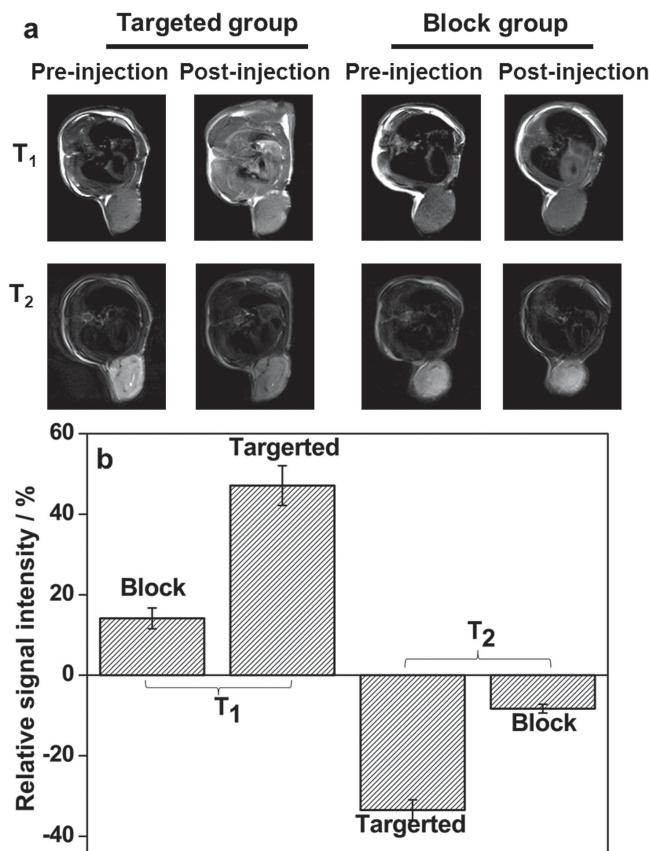 a
Targeted group
Block group
Pre-injection Post-injection Pre-injection Post-injection
T1
T2
b
Relative signal intensity / %
60
40
20
0
-20
-40
Targerted
Block
T1
T2
Block
Targerted